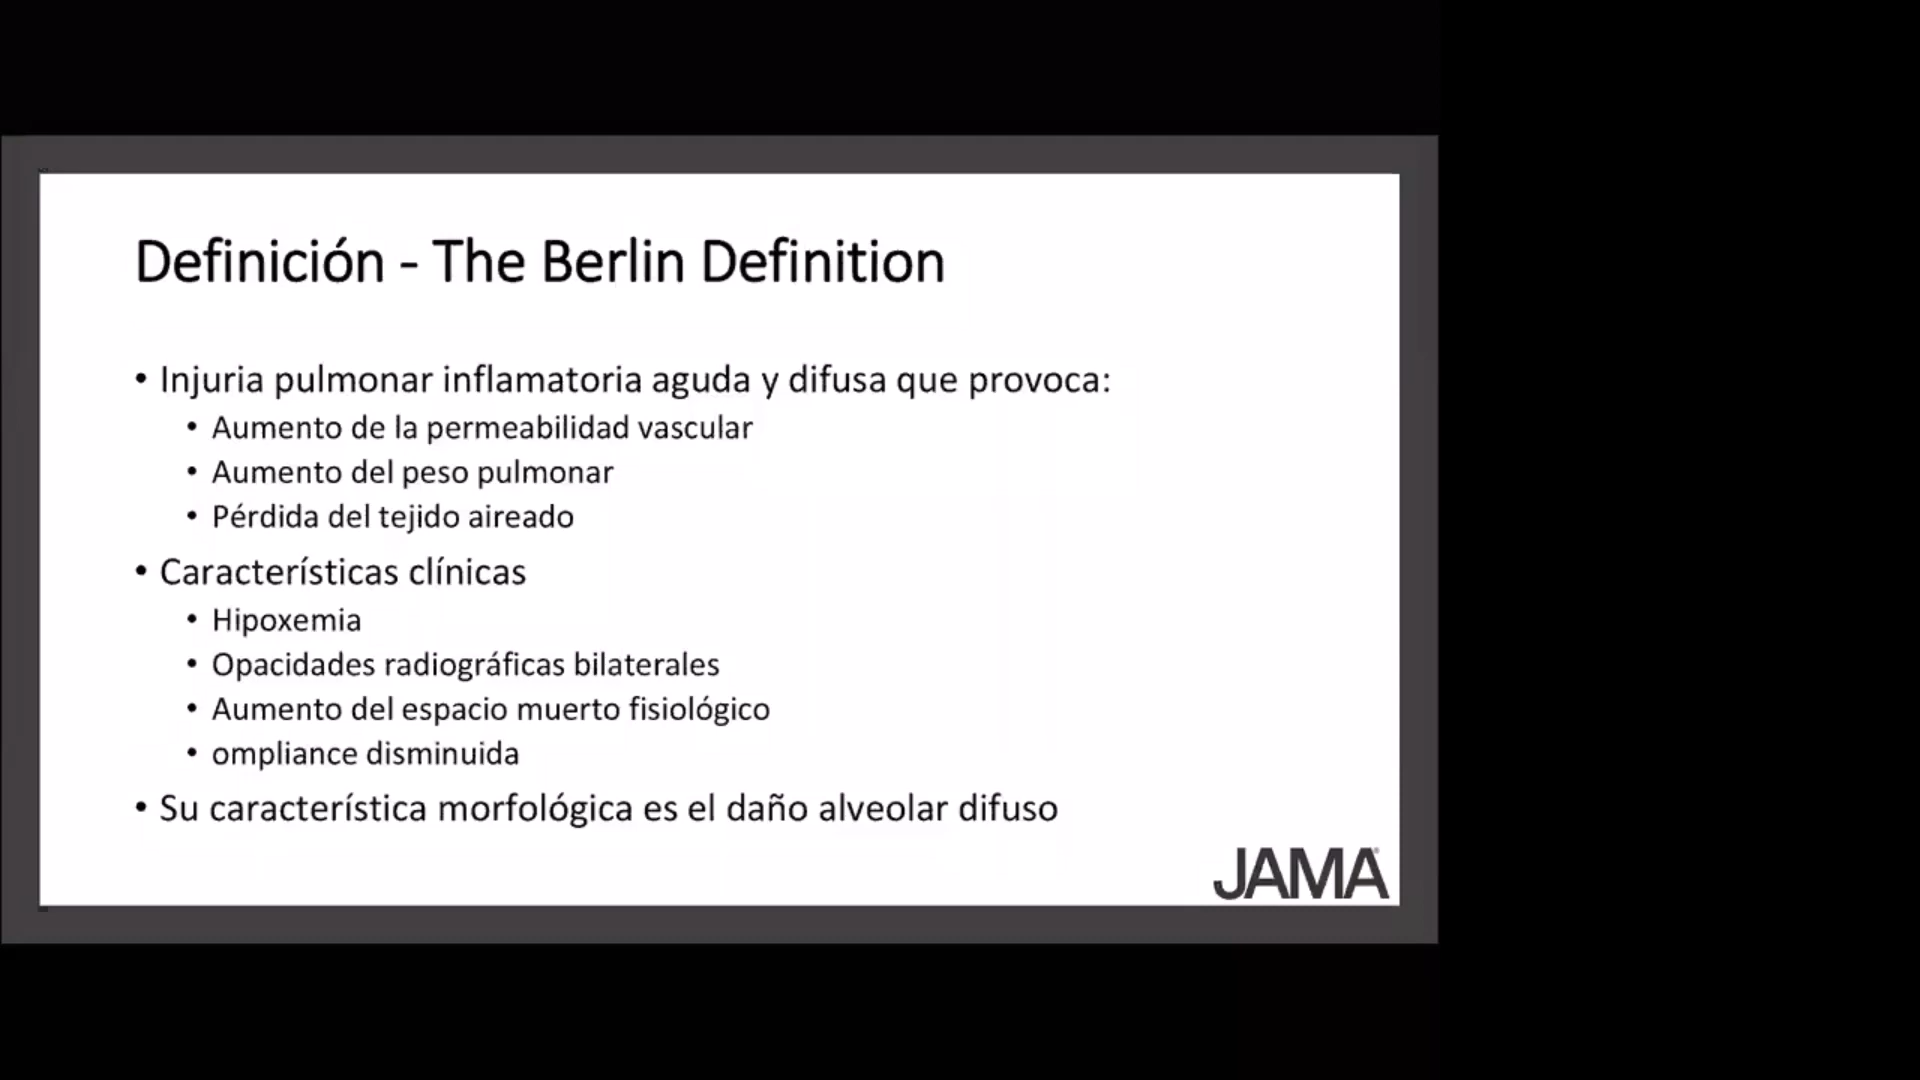 Definición - The Berlin Definition
• Injuria pulmonar inflamatoria aguda y difusa que provoca:
• Aumento de la permeabilidad vascular
• Aumento del peso pulmonar
• Pérdida del tejido aireado
• Características clínicas
• Hipoxemia
• Opacidades radiográficas bilaterales
• Aumento del espacio muerto fisiológico
• ompliance disminuida
• Su característica morfológica es el daño alveolar difuso
JAMA